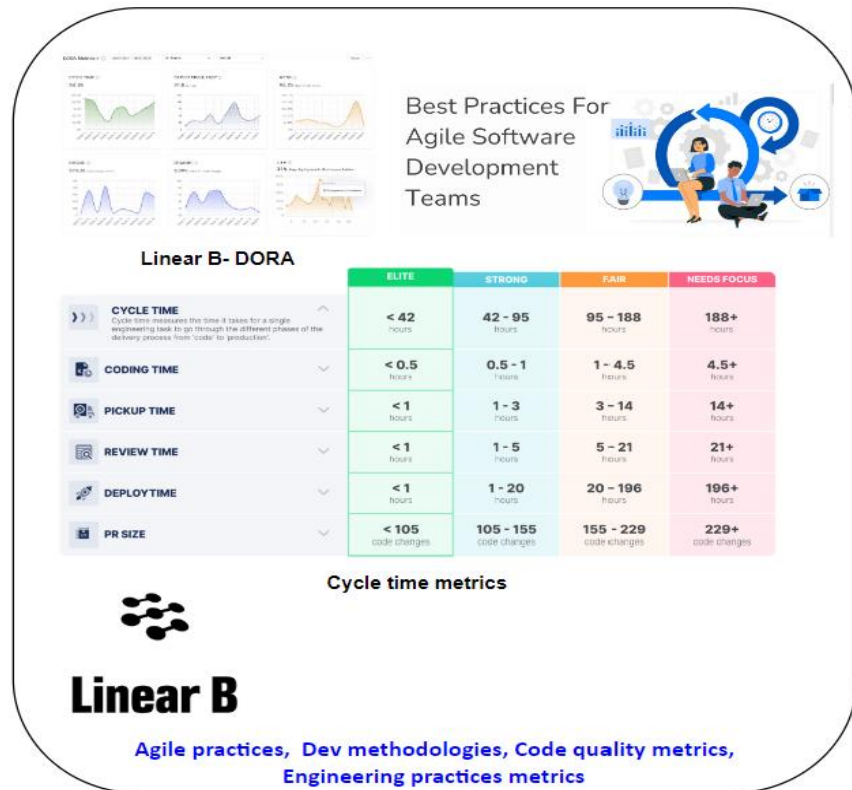 DORA Metrics
CYCLE TIME
Best Practices For
Agile Software
Development
Teams
Linear B- DORA
ELITE
STRONG
FAIR
NEEDS FOCUS
CYCLE TIME
Cycle time measures the time it takes for a single
engineering task to go through the different phases of the
delivery process from 'code' to 'production'.
< 42
hours
42 - 95
hours
95 – 188
hours
188+
hours
CODING TIME
< 0.5
hours
0.5 - 1
hours
1 - 4.5
hours
4.5+
hours
PICKUP TIME
< 1
hours
1 - 3
hours
3 – 14
hours
14+
hours
REVIEW TIME
< 1
hours
1 - 5
hours
5 – 21
hours
21+
hours
DEPLOYTIME
< 1
hours
1 - 20
hours
20 – 196
hours
196+
hours
PR SIZE
< 105
code changes
105 - 155
code changes
155 - 229
code changes
229+
code changes
Cycle time metrics
Linear B
Agile practices, Dev methodologies, Code quality metrics,
Engineering practices metrics